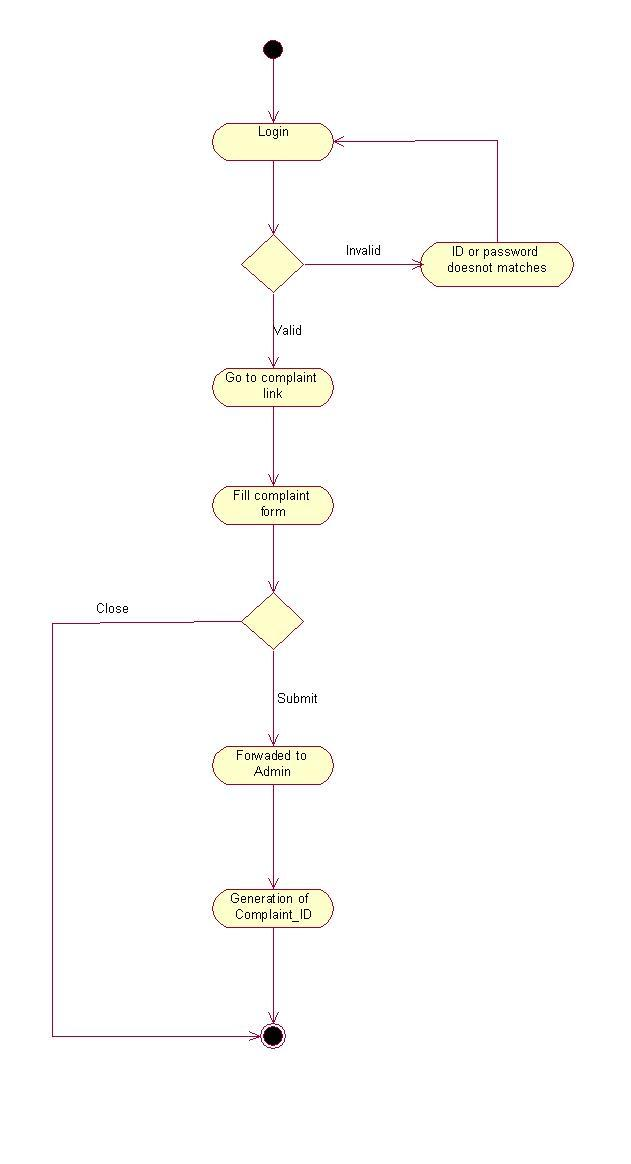 Login
Invalid
ID or password
doesnot matches
Valid
Go to complaint
link
Fill complaint
form
Close
Submit
Forwaded to
Admin
Generation of
Complaint_ID